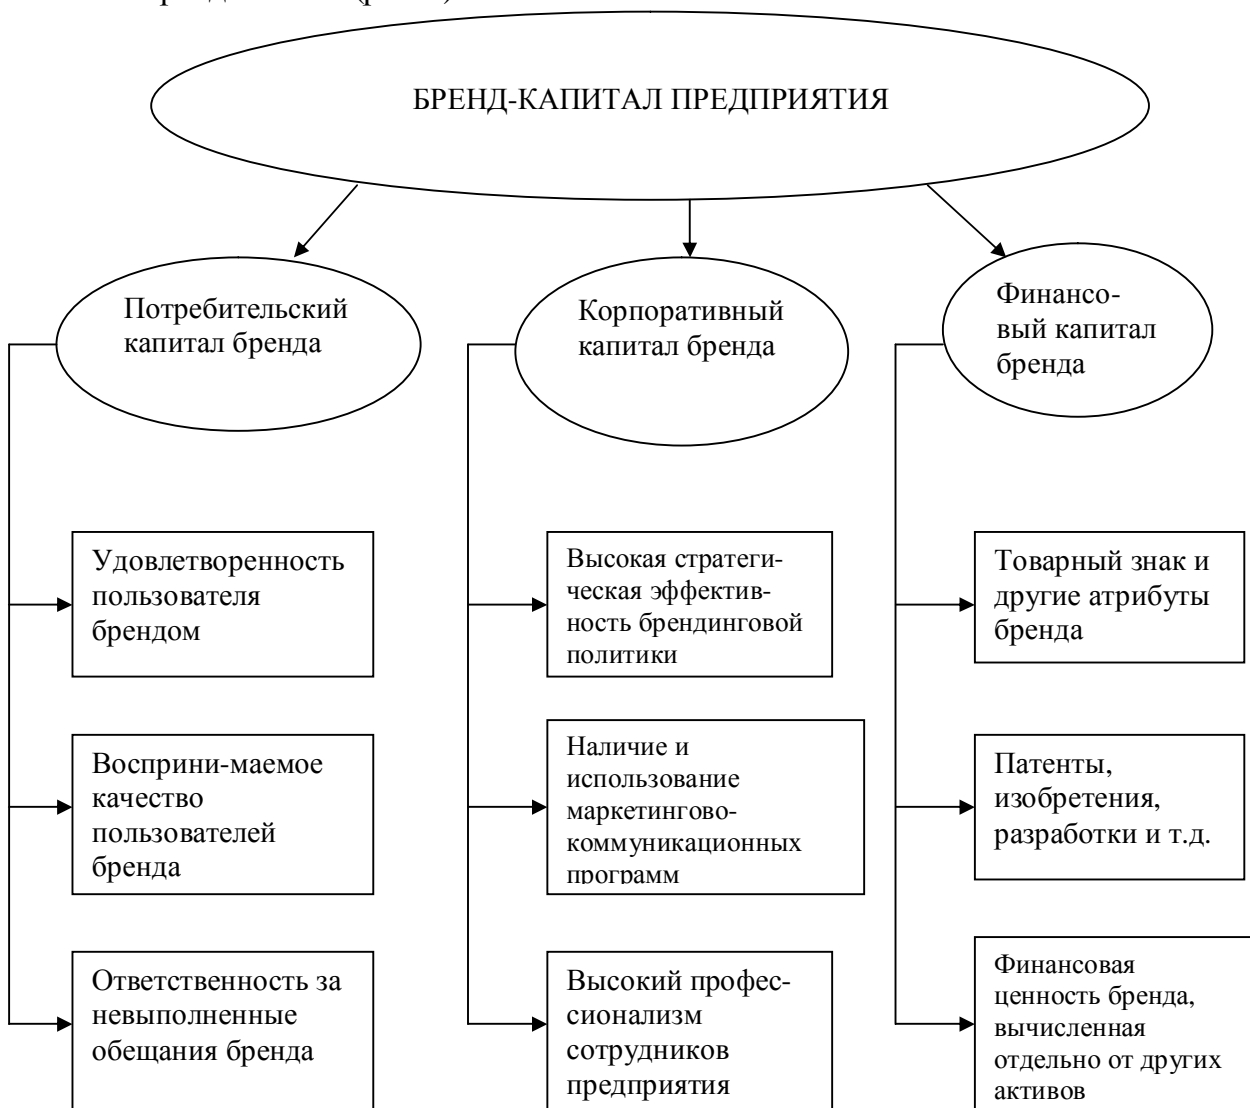 БРЕНД-КАПИТАЛ ПРЕДПРИЯТИЯ
Потребительский
капитал бренда
Корпоративный
капитал бренда
Финансо-
вый капитал
бренда
Удовлетворенность
пользователя
брендом
Высокая стратеги-
ческая эффектив-
ность брендинговой
политики
Товарный знак и
другие атрибуты
бренда
Восприни-маемое
качество
пользователей
бренда
Наличие и
использование
маркетингово-
коммуникационных
программ
Патенты,
изобретения,
разработки и т.д.
Ответственность за
невыполненные
обещания бренда
Высокий профес-
сионализм
сотрудников
предприятия
Финансовая
ценность бренда,
вычисленная
отдельно от других
активов